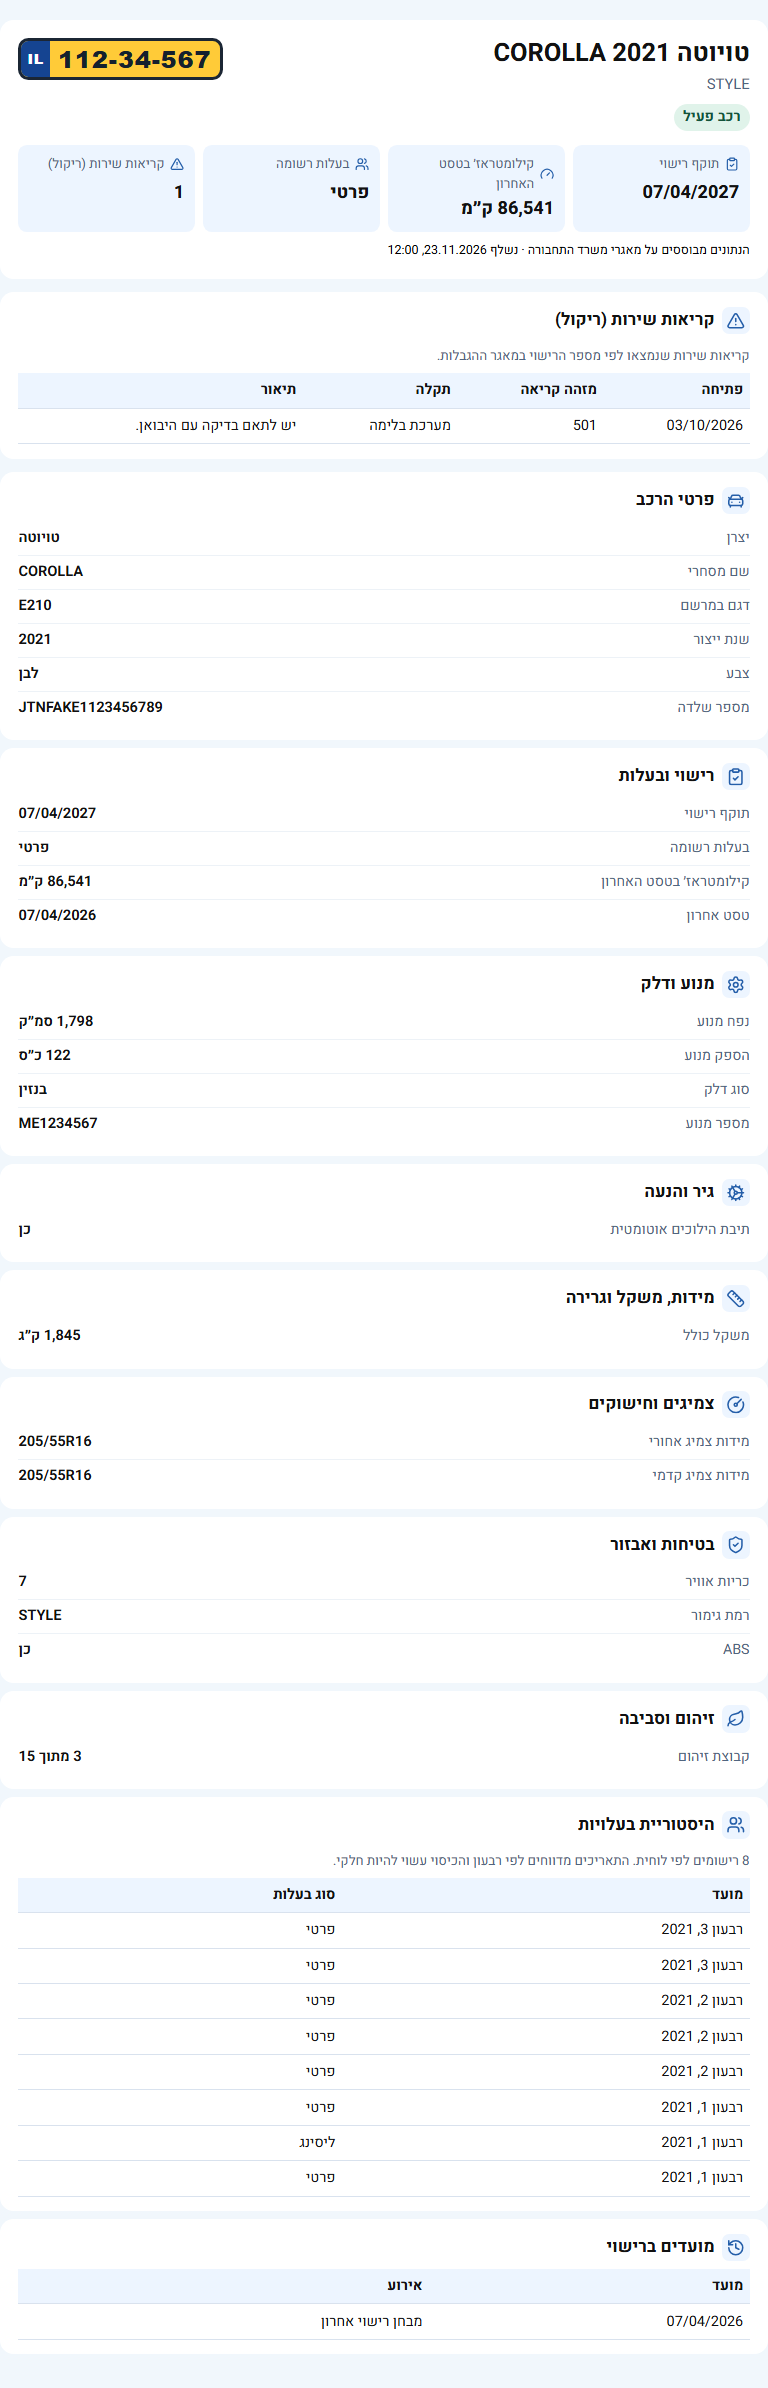 טויוטה COROLLA 2021
IL 112-34-567
STYLE
רכב פעיל
תוקף רישוי
07/04/2027
קילומטראז' בטסט האחרון
86,541 ק״מ
בעלות רשומה
פרטי
קריאות שירות (ריקול)
1
הנתונים מבוססים על מאגרי משרד התחבורה · נשלף 23.11.2026, 12:00
קריאות שירות (ריקול)
קריאות שירות שנמצאו לפי מספר הרישוי במאגר ההגבלות.
פתיחה מזהה קריאה תקלה תיאור
03/10/2026 501 מערכת בלימה יש לתאם בדיקה עם היבואן.
פרטי הרכב
יצרן טויוטה
שם מסחרי COROLLA
דגם במרשם E210
שנת ייצור 2021
צבע לבן
מספר שלדה JTNFAKE1123456789
רישוי ובעלות
תוקף רישוי 07/04/2027
בעלות רשומה פרטי
קילומטראז' בטסט האחרון 86,541 ק״מ
טסט אחרון 07/04/2026
מנוע ודלק
נפח מנוע 1,798 סמ״ק
הספק מנוע 122 כ״ס
סוג דלק בנזין
מספר מנוע ME1234567
גיר והנעה
תיבת הילוכים אוטומטית כן
מידות, משקל וגרירה
משקל כולל 1,845 ק״ג
צמיגים וחישוקים
מידות צמיג אחורי 205/55R16
מידות צמיג קדמי 205/55R16
בטיחות ואבזור
כריות אוויר 7
רמת גימור STYLE
ABS כן
זיהום וסביבה
קבוצת זיהום 3 מתוך 15
היסטוריית בעלויות
8 רישומים לפי לוחית. התאריכים מדווחים לפי רבעון והכיסוי עשוי להיות חלקי.
מועד סוג בעלות
רבעון 3, 2021 פרטי
רבעון 3, 2021 פרטי
רבעון 2, 2021 פרטי
רבעון 2, 2021 פרטי
רבעון 2, 2021 פרטי
רבעון 1, 2021 פרטי
רבעון 1, 2021 ליסינג
רבעון 1, 2021 פרטי
מועדים ברישוי
מועד אירוע
07/04/2026 מבחן רישוי אחרון